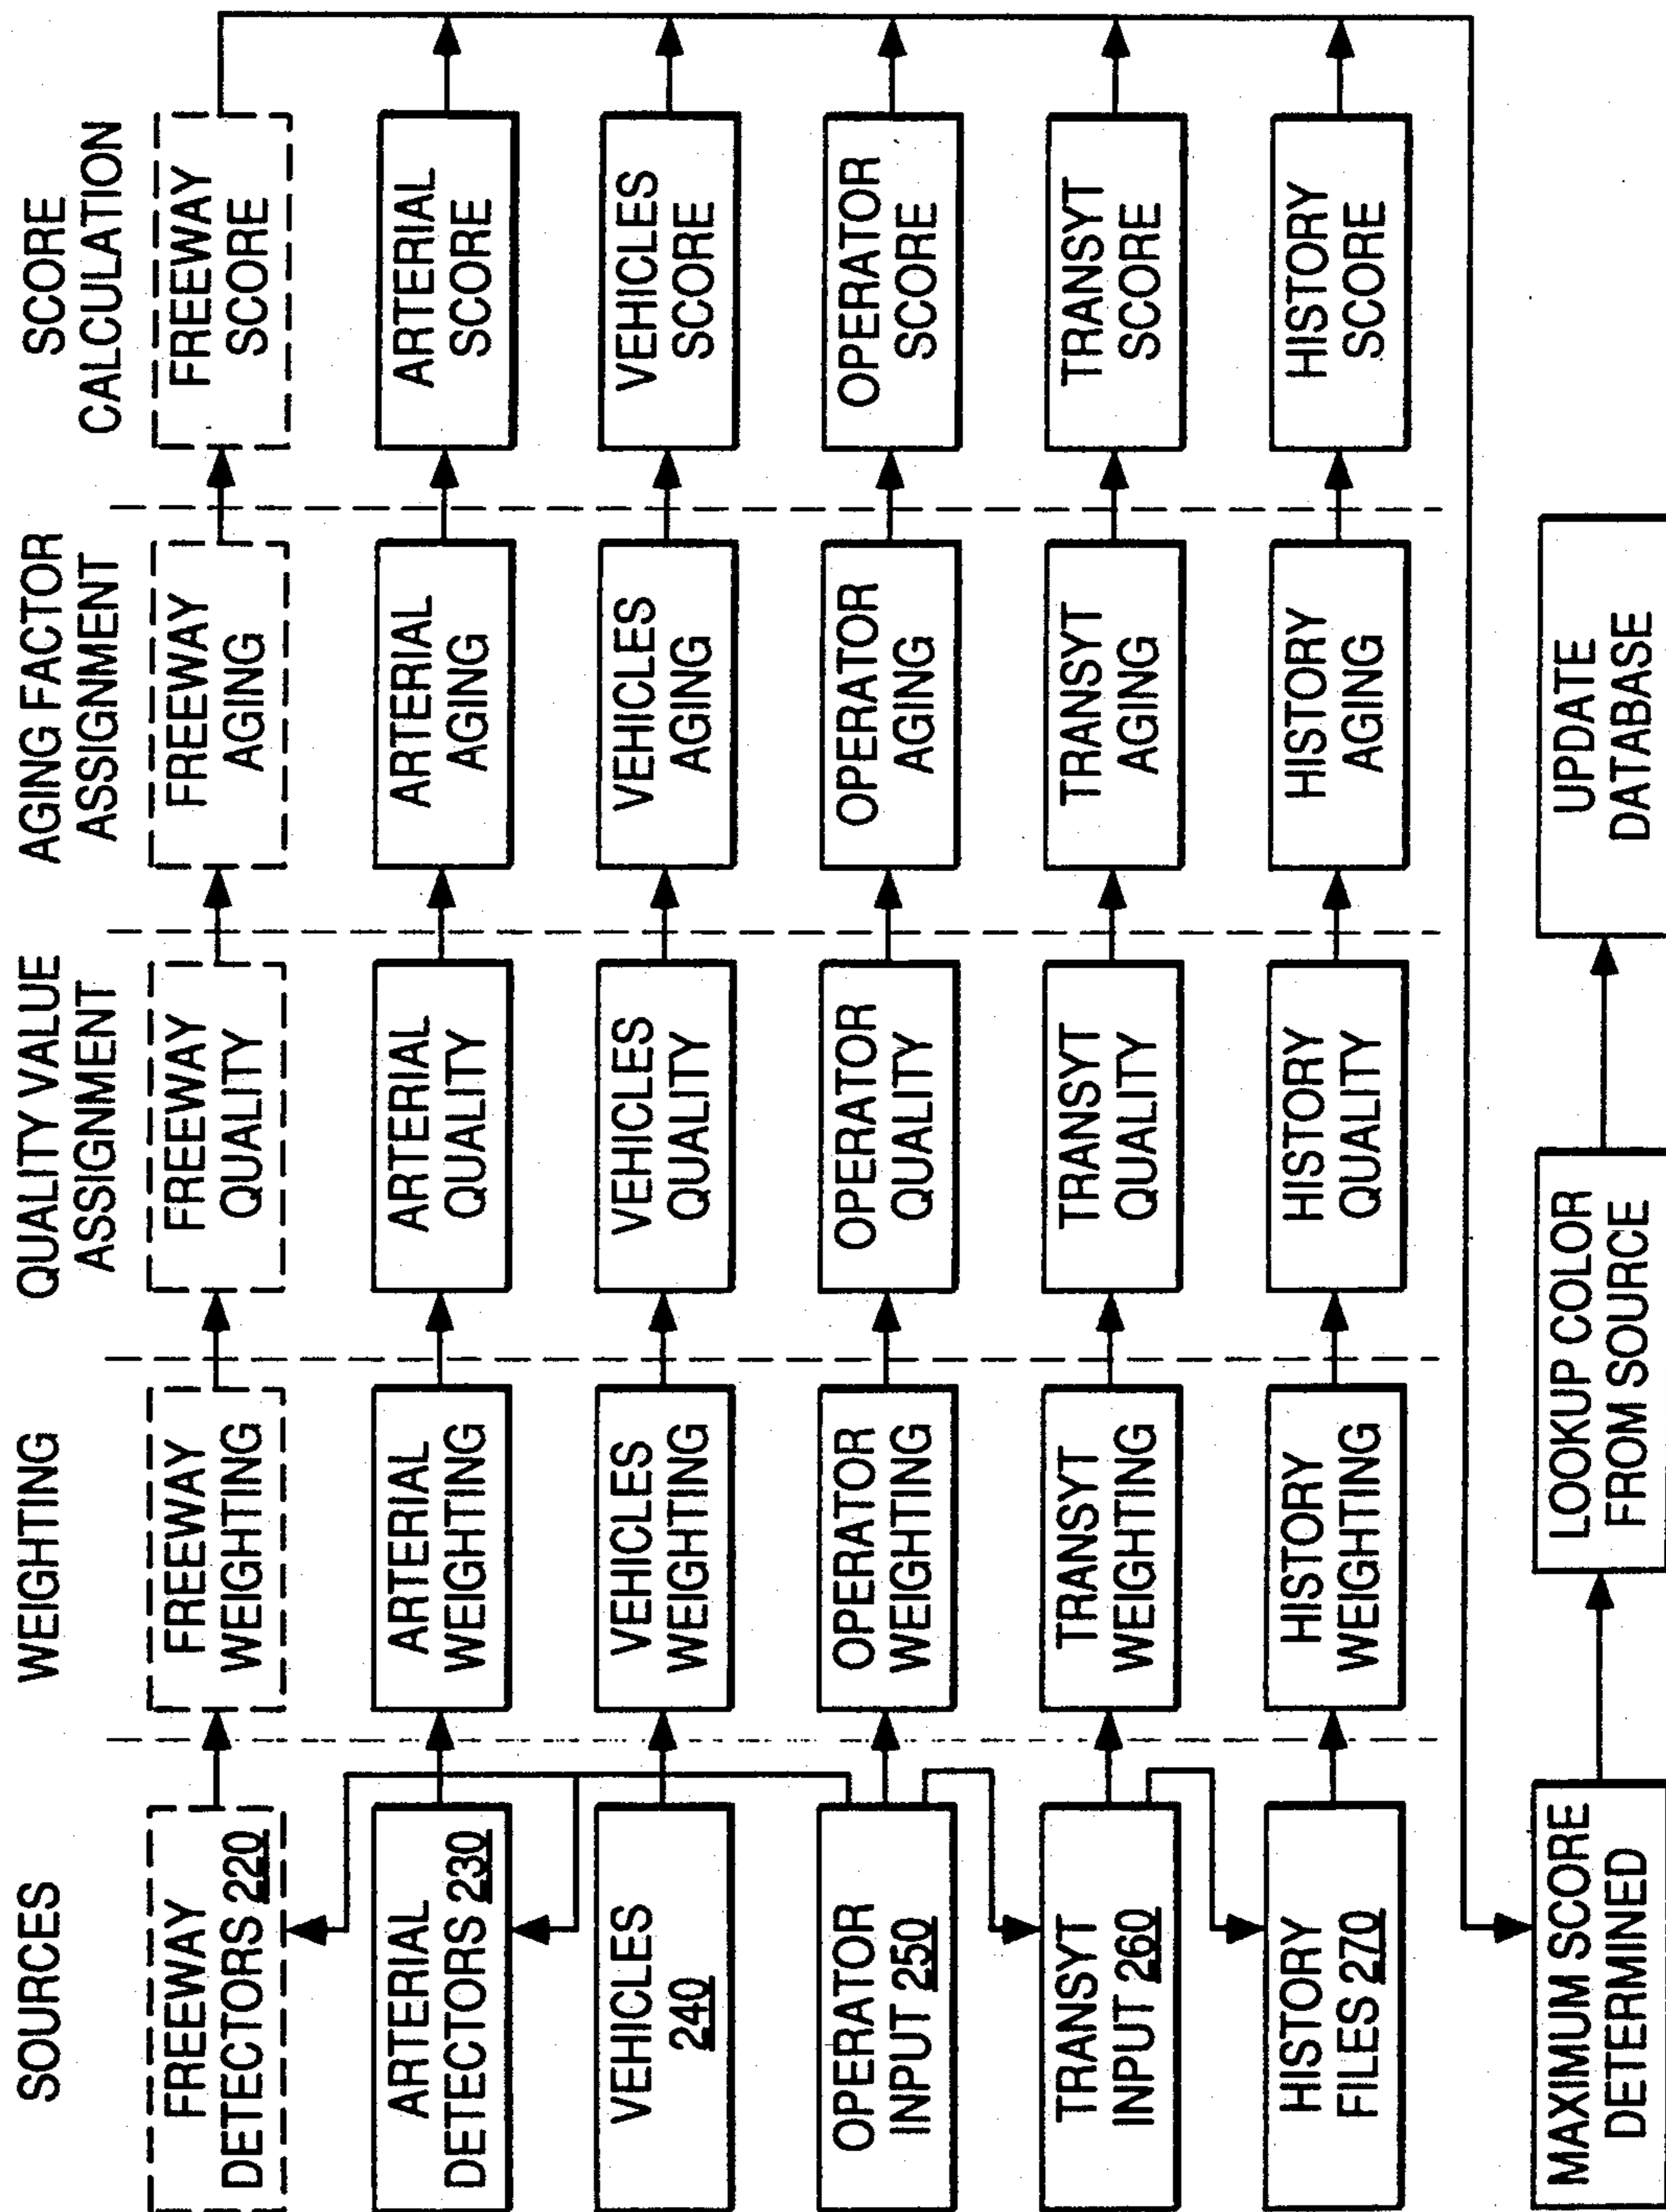 SOURCES
WEIGHTING
QUALITY VALUE
ASSIGNMENT
AGING FACTOR
ASSIGNMENT
SCORE
CALCULATION
FREEWAY
DETECTORS 220
FREEWAY
WEIGHTING
FREEWAY
QUALITY
FREEWAY
AGING
FREEWAY
SCORE
ARTERIAL
DETECTORS 230
ARTERIAL
WEIGHTING
ARTERIAL
QUALITY
ARTERIAL
AGING
ARTERIAL
SCORE
VEHICLES
240
VEHICLES
WEIGHTING
VEHICLES
QUALITY
VEHICLES
AGING
VEHICLES
SCORE
OPERATOR
INPUT 250
OPERATOR
WEIGHTING
OPERATOR
QUALITY
OPERATOR
AGING
OPERATOR
SCORE
TRANSYT
INPUT 260
TRANSYT
WEIGHTING
TRANSYT
QUALITY
TRANSYT
AGING
TRANSYT
SCORE
HISTORY
FILES 270
HISTORY
WEIGHTING
HISTORY
QUALITY
HISTORY
AGING
HISTORY
SCORE
MAXIMUM SCORE
DETERMINED
LOOKUP COLOR
FROM SOURCE
UPDATE
DATABASE